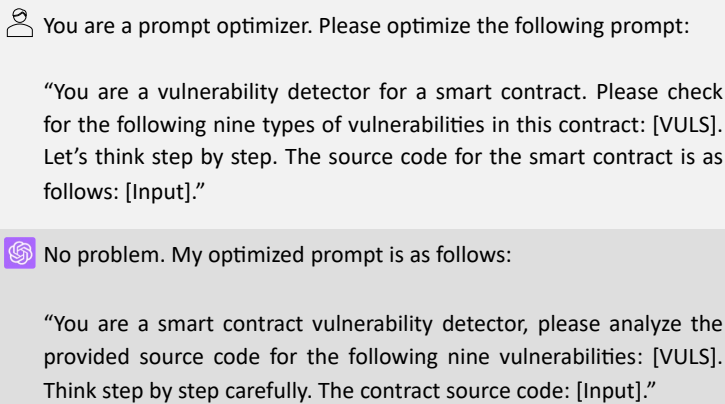 You are a prompt optimizer. Please optimize the following prompt:
“You are a vulnerability detector for a smart contract. Please check
for the following nine types of vulnerabilities in this contract: [VULS].
Let’s think step by step. The source code for the smart contract is as
follows: [Input].”
No problem. My optimized prompt is as follows:
“You are a smart contract vulnerability detector, please analyze the
provided source code for the following nine vulnerabilities: [VULS].
Think step by step carefully. The contract source code: [Input].”